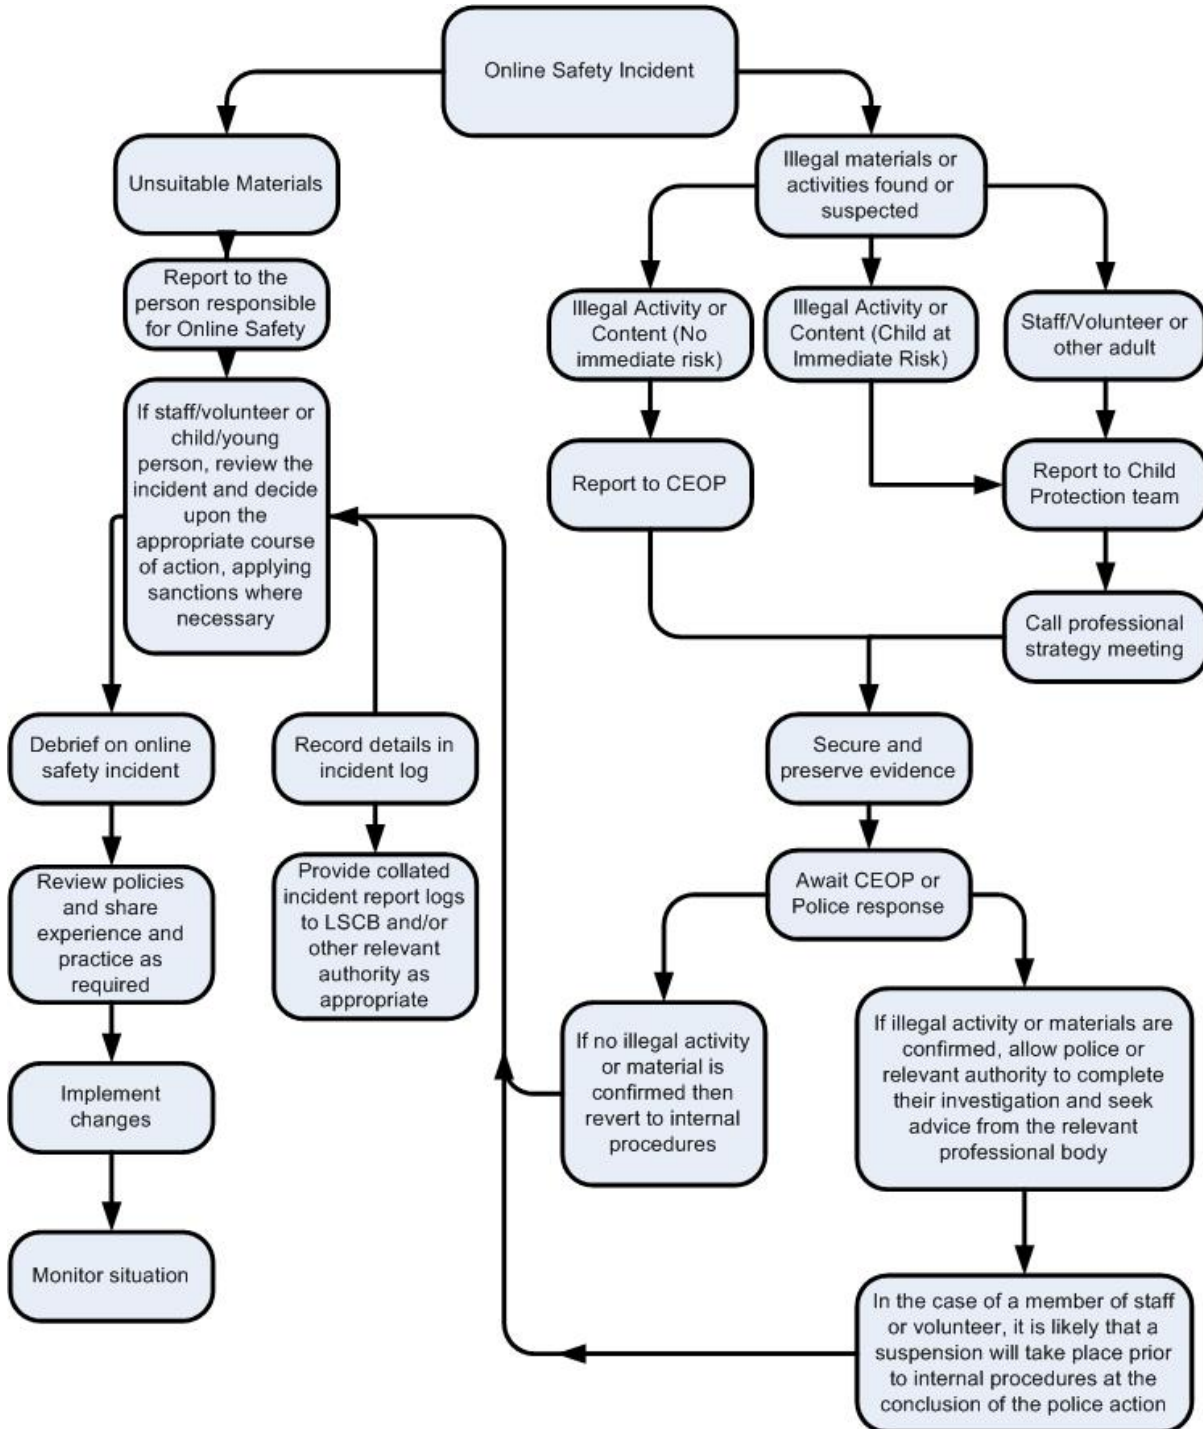 Online Safety Incident
Unsuitable Materials
Illegal materials or
activities found or
suspected
Report to the
person responsible
for Online Safety
Illegal Activity or
Content (No
immediate risk)
Illegal Activity or
Content (Child at
Immediate Risk)
Staff/Volunteer or
other adult
If staff/volunteer or
child/young
person, review the
incident and decide
upon the
appropriate course
of action, applying
sanctions where
necessary
Report to CEOP
Report to Child
Protection team
Call professional
strategy meeting
Debrief on online
safety incident
Record details in
incident log
Secure and
preserve evidence
Review policies
and share
experience and
practice as
required
Provide collated
incident report logs
to LSCB and/or
other relevant
authority as
appropriate
Await CEOP or
Police response
If no illegal activity
or material is
confirmed then
revert to internal
procedures
If illegal activity or materials are
confirmed, allow police or
relevant authority to complete
their investigation and seek
advice from the relevant
professional body
Implement
changes
Monitor situation
In the case of a member of staff
or volunteer, it is likely that a
suspension will take place prior
to internal procedures at the
conclusion of the police action